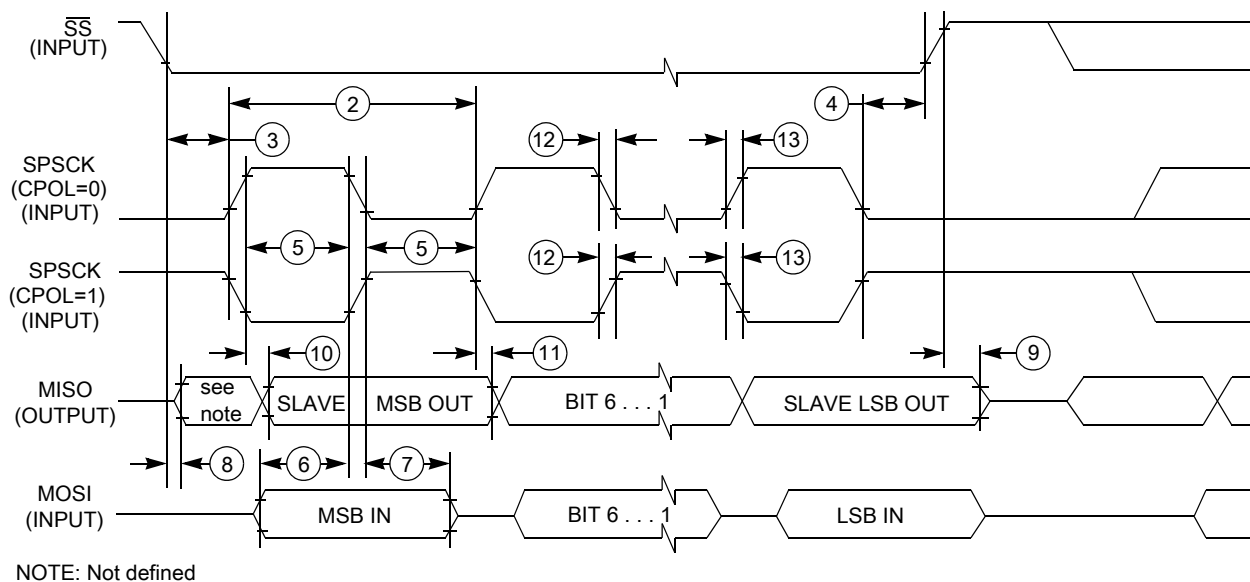 SS
(INPUT)
2
4
3
12
13
SPSCK
(CPOL=0)
(INPUT)
5
5
SPSCK
(CPOL=1)
(INPUT)
12
13
10
11
9
MISO
(OUTPUT)
see
note
SLAVE
MSB OUT
BIT 6 . . . 1
SLAVE LSB OUT
8
6
7
MOSI
(INPUT)
MSB IN
BIT 6 . . . 1
LSB IN
NOTE: Not defined